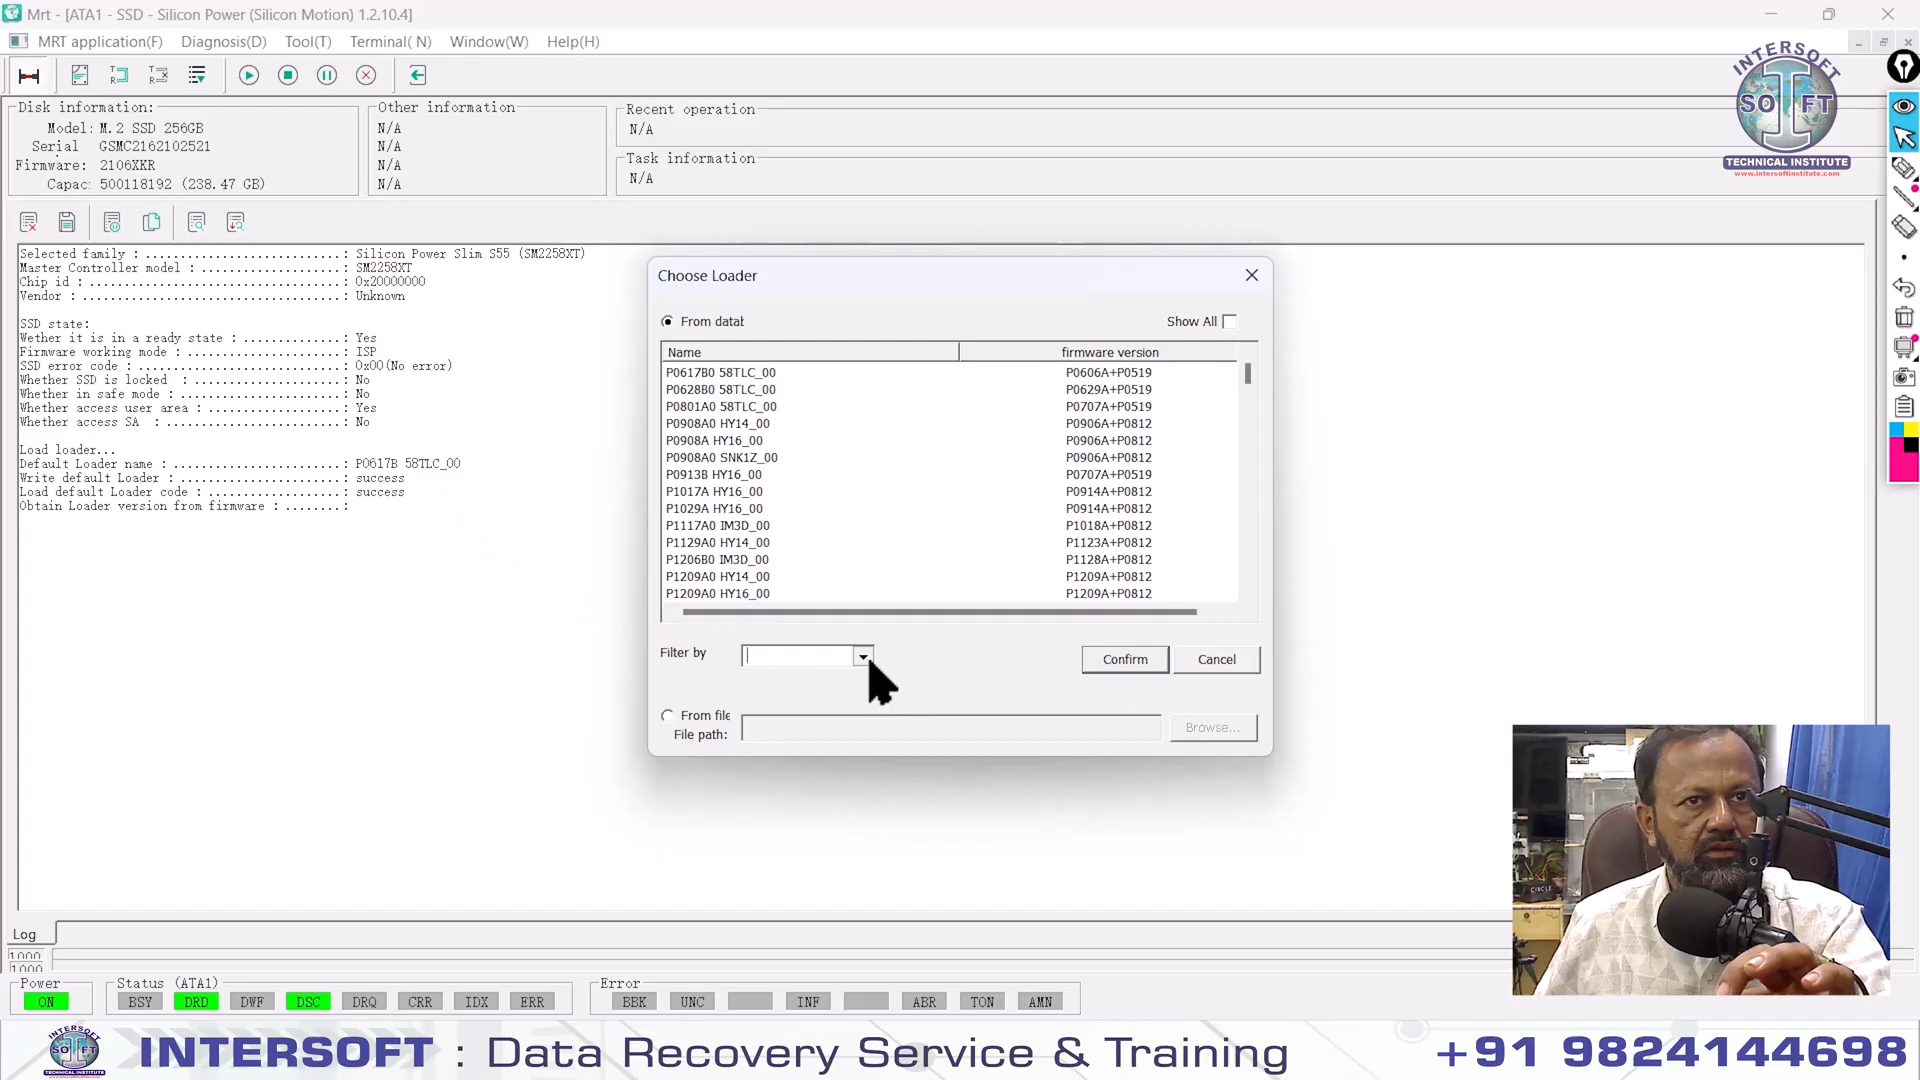 Mrt - [ATA1 - SSD - Silicon Power (Silicon Motion) 1.2.10.4]
MRT application(F) Diagnosis(D) Tool(T) Terminal( N) Window(W) Help(H)
Disk information:
Model: M.2 SSD 256GB
Serial GSMC2162102521
Firmware: 2106XKR
Capac: 500118192 (238.47 GB)
Other information
N/A
N/A
N/A
N/A
Recent operation
N/A
Task information
N/A
INTERSOFT
SOFT
TECHNICAL INSTITUTE
www.intersoftinstitute.com
Selected family : ........................: Silicon Power Slim S55 (SM2258XT)
Master Controller model : .................: SM2258XT
Chip id : ................................: 0x20000000
Vendor : .................................: Unknown
SSD state:
Wether it is in a ready state : ............: Yes
Firmware working mode : ...................: ISP
SSD error code : ..........................: 0x00(No error)
Whether SSD is locked : ...................: No
Whether in safe mode : ....................: No
Whether access user area : ................: Yes
Whether access SA : ......................: No
Load loader...
Default Loader name : .....................: P0617B 58TLC_00
Write default Loader : ....................: success
Load default Loader code : ................: success
Obtain Loader version from firmware : ........:
Choose Loader
From datab
Show All
Name firmware version
P0617B0 58TLC_00 P0606A+P0519
P0628B0 58TLC_00 P0629A+P0519
P0801A0 58TLC_00 P0707A+P0519
P0908A0 HY14_00 P0906A+P0812
P0908A HY16_00 P0906A+P0812
P0908A0 SNK1Z_00 P0906A+P0812
P0913B HY16_00 P0707A+P0519
P1017A HY16_00 P0914A+P0812
P1029A HY16_00 P0914A+P0812
P1117A0 IM3D_00 P1018A+P0812
P1129A0 HY14_00 P1123A+P0812
P1206B0 IM3D_00 P1128A+P0812
P1209A0 HY14_00 P1209A+P0812
P1209A0 HY16_00 P1209A+P0812
Filter by
Confirm Cancel
From file
File path: Browse...
CIRCLE
Log
1000
1000
Power
ON
Status (ATA1)
BSY DRD DWF DSC DRQ CRR IDX ERR
Error
BBK UNC INF ABR TON AMN
INTERSOFT : Data Recovery Service & Training +91 9824144698